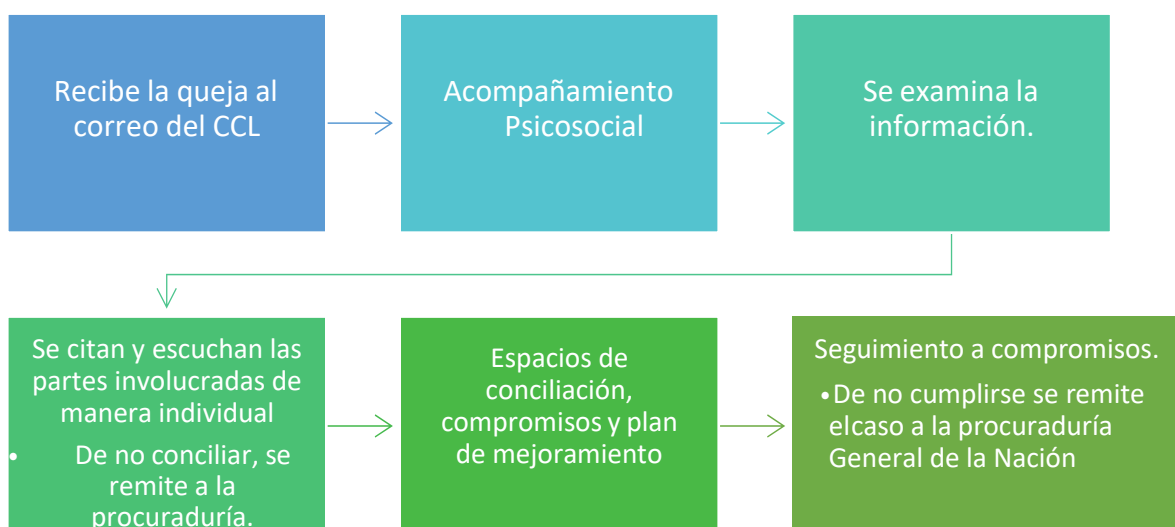 Recibe la queja al
correo del CCL
Acompañamiento
Psicosocial
Se examina la
información.
Se citan y escuchan las
partes involucradas de
manera individual
• De no conciliar, se
remite a la
procuraduría.
Espacios de
conciliación,
compromisos y plan
de mejoramiento
Seguimiento a compromisos.
•De no cumplirse se remite
elcaso a la procuraduría
General de la Nación